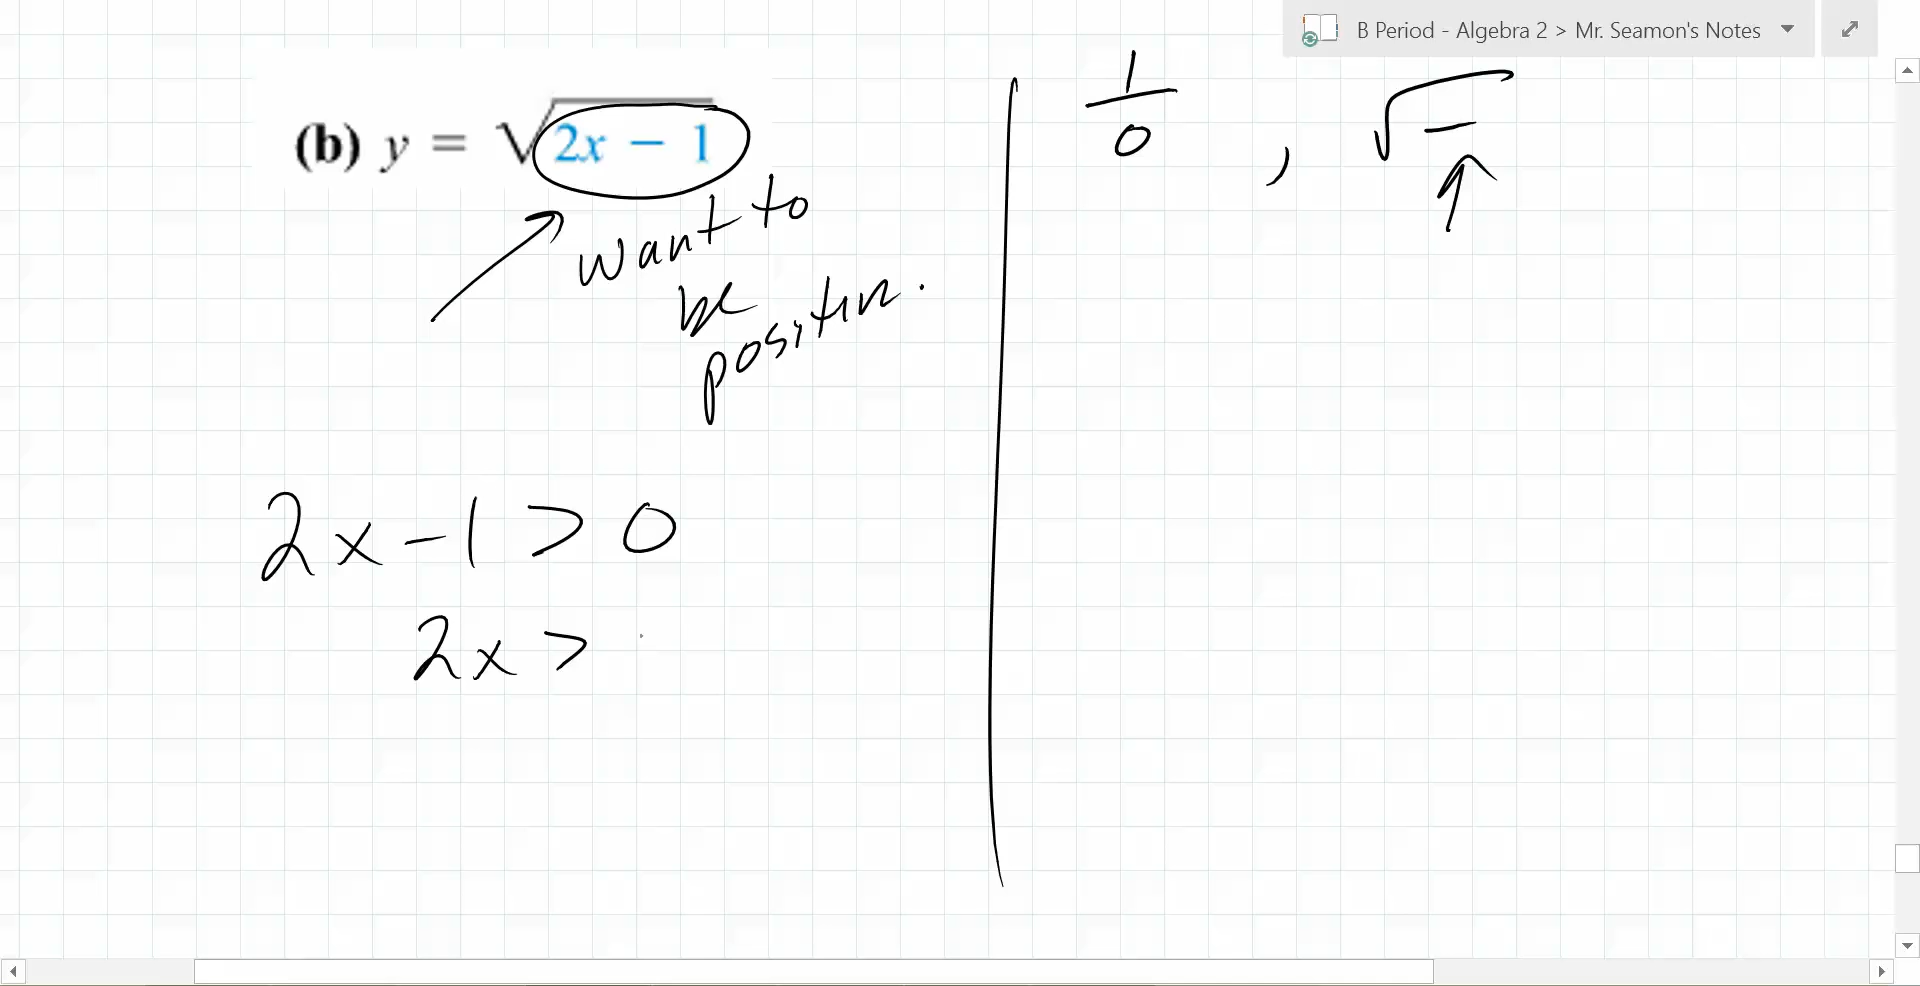 B Period - Algebra 2 > Mr. Seamon's Notes
(b) y = √2x − 1
want to
be
positive.
2x − 1 > 0
2x >
1/0 , √−